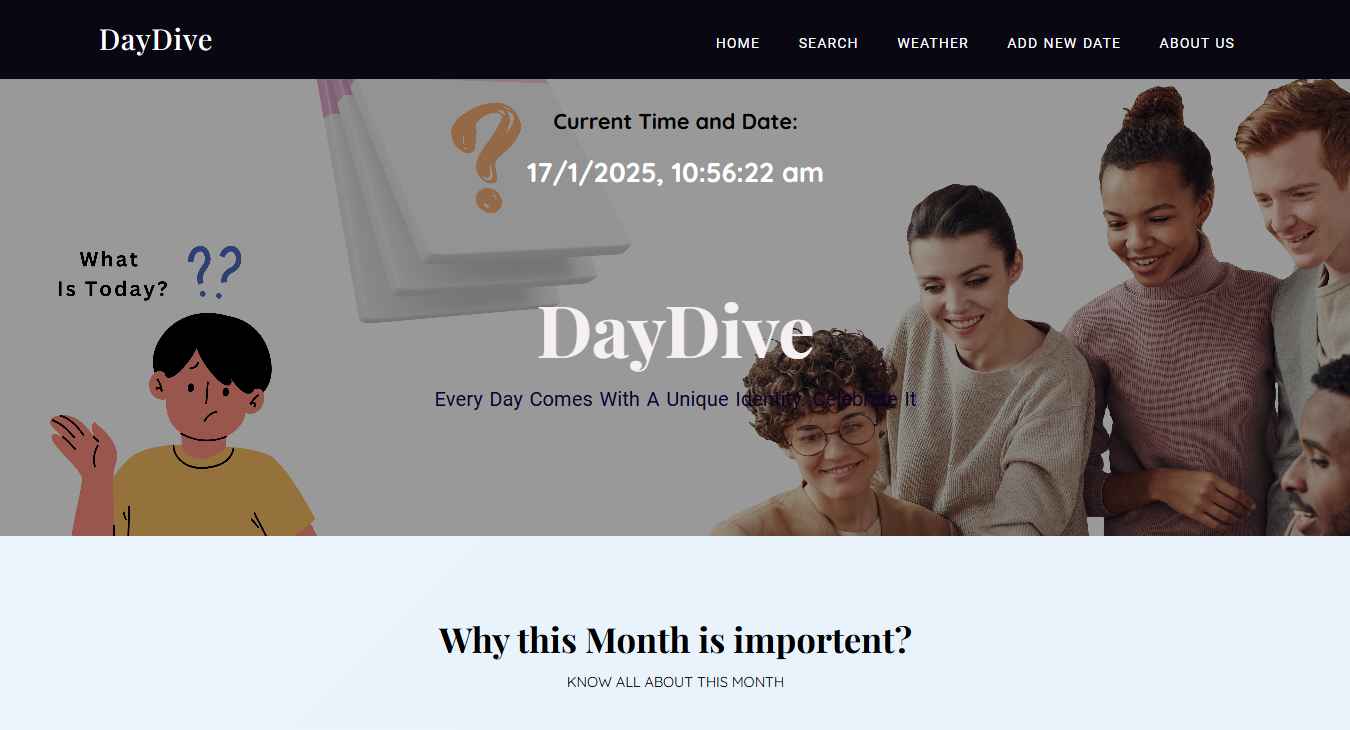 DayDive
HOME SEARCH WEATHER ADD NEW DATE ABOUT US
?
Current Time and Date:
17/1/2025, 10:56:22 am
What
Is Today? ??
DayDive
Every Day Comes With A Unique Identity, Celebrate It
Why this Month is importent?
KNOW ALL ABOUT THIS MONTH